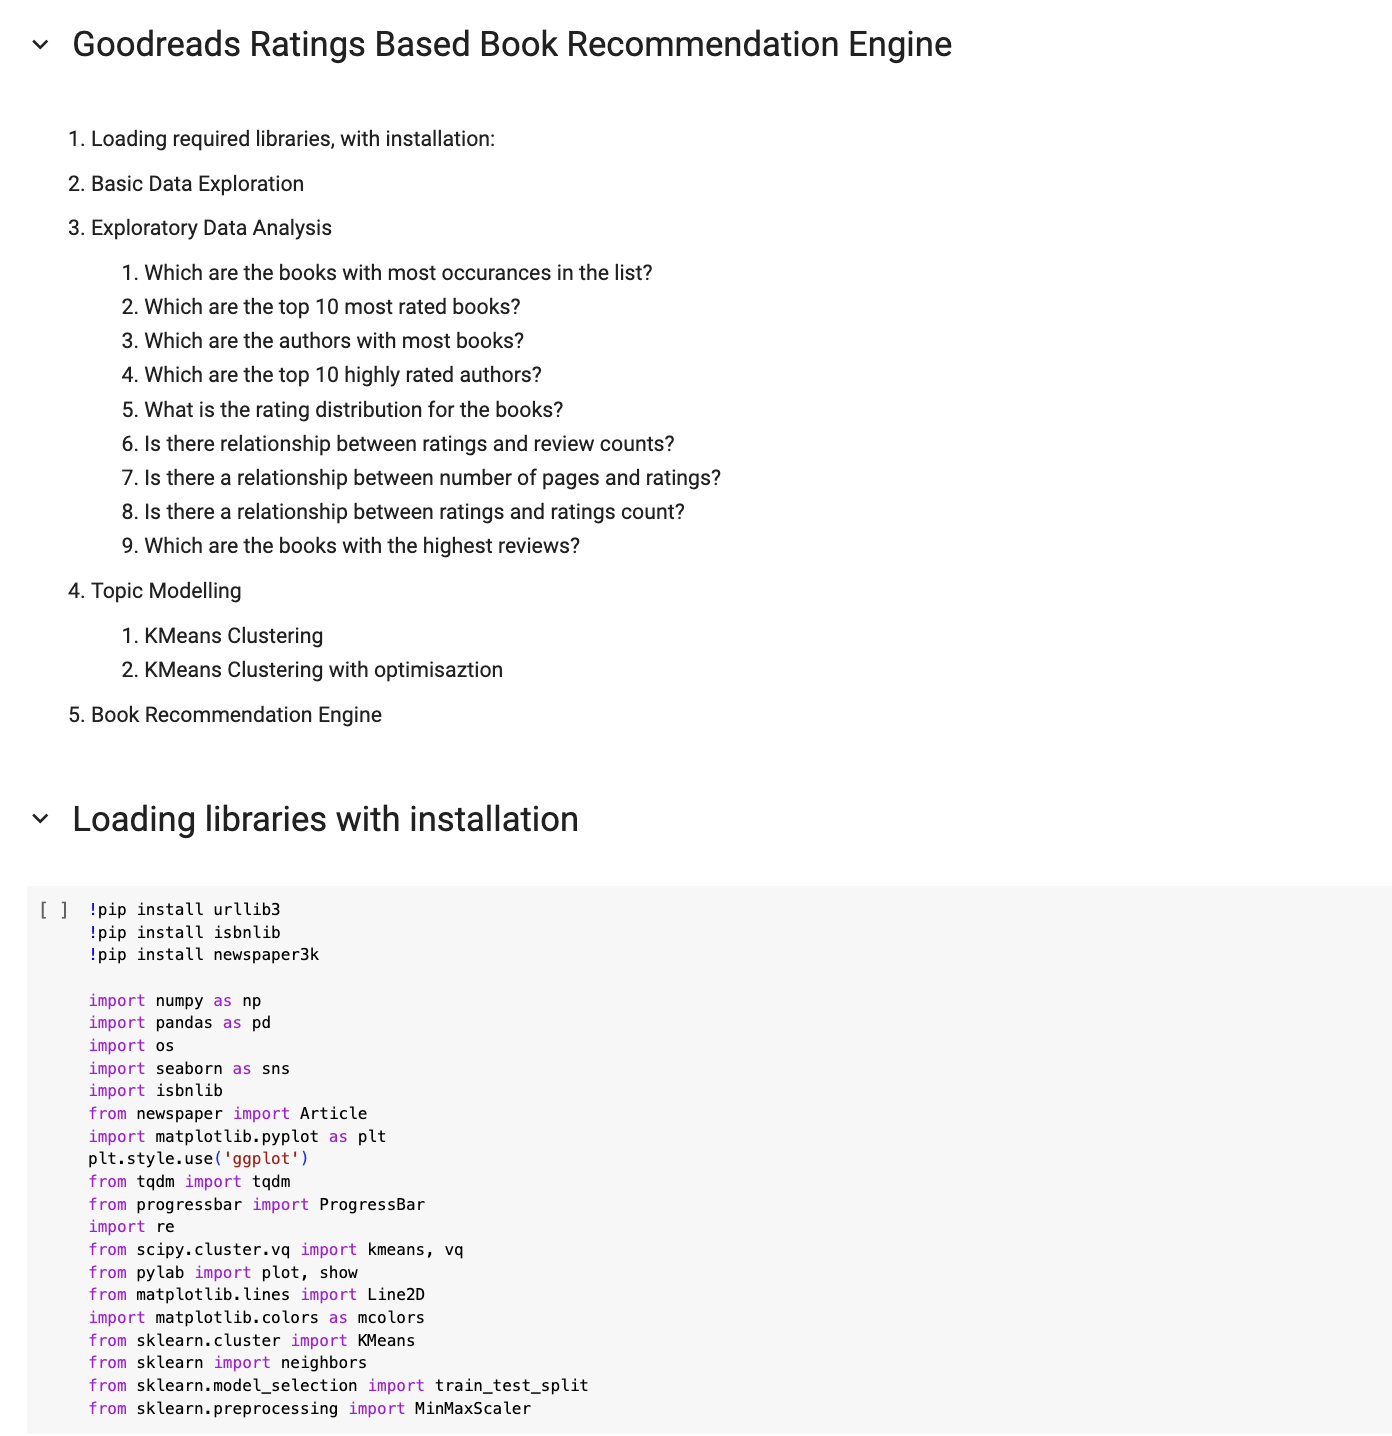 Goodreads Ratings Based Book Recommendation Engine
1. Loading required libraries, with installation:
2. Basic Data Exploration
3. Exploratory Data Analysis
1. Which are the books with most occurances in the list?
2. Which are the top 10 most rated books?
3. Which are the authors with most books?
4. Which are the top 10 highly rated authors?
5. What is the rating distribution for the books?
6. Is there relationship between ratings and review counts?
7. Is there a relationship between number of pages and ratings?
8. Is there a relationship between ratings and ratings count?
9. Which are the books with the highest reviews?
4. Topic Modelling
1. KMeans Clustering
2. KMeans Clustering with optimisaztion
5. Book Recommendation Engine
Loading libraries with installation
[ ] !pip install urllib3
!pip install isbnlib
!pip install newspaper3k
import numpy as np
import pandas as pd
import os
import seaborn as sns
import isbnlib
from newspaper import Article
import matplotlib.pyplot as plt
plt.style.use('ggplot')
from tqdm import tqdm
from progressbar import ProgressBar
import re
from scipy.cluster.vq import kmeans, vq
from pylab import plot, show
from matplotlib.lines import Line2D
import matplotlib.colors as mcolors
from sklearn.cluster import KMeans
from sklearn import neighbors
from sklearn.model_selection import train_test_split
from sklearn.preprocessing import MinMaxScaler